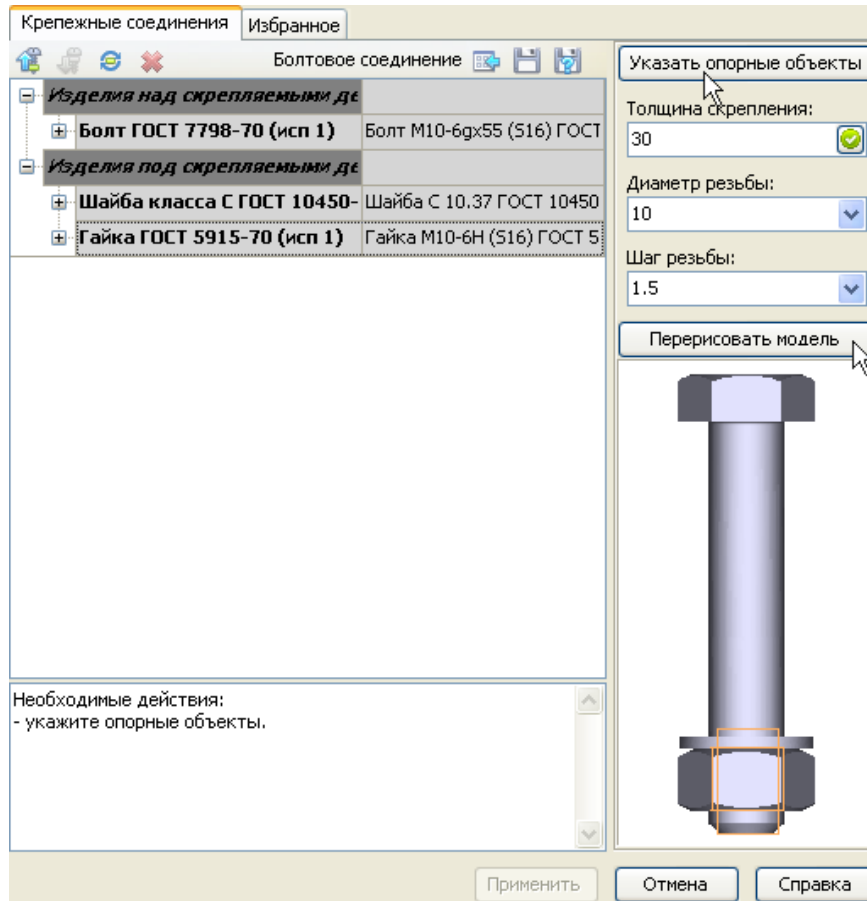 Крепежные соединения
Избранное
Болтовое соединение
Указать опорные объекты
Изделия над скрепляемыми де
Болт ГОСТ 7798-70 (исп 1) Болт М10-6gx55 (S16) ГОСТ
Изделия под скрепляемыми де
Шайба класса С ГОСТ 10450- Шайба С 10.37 ГОСТ 10450
Гайка ГОСТ 5915-70 (исп 1) Гайка М10-6Н (S16) ГОСТ 5
Толщина скрепления:
30
Диаметр резьбы:
10
Шаг резьбы:
1.5
Перерисовать модель
Необходимые действия:
- укажите опорные объекты.
Применить
Отмена
Справка